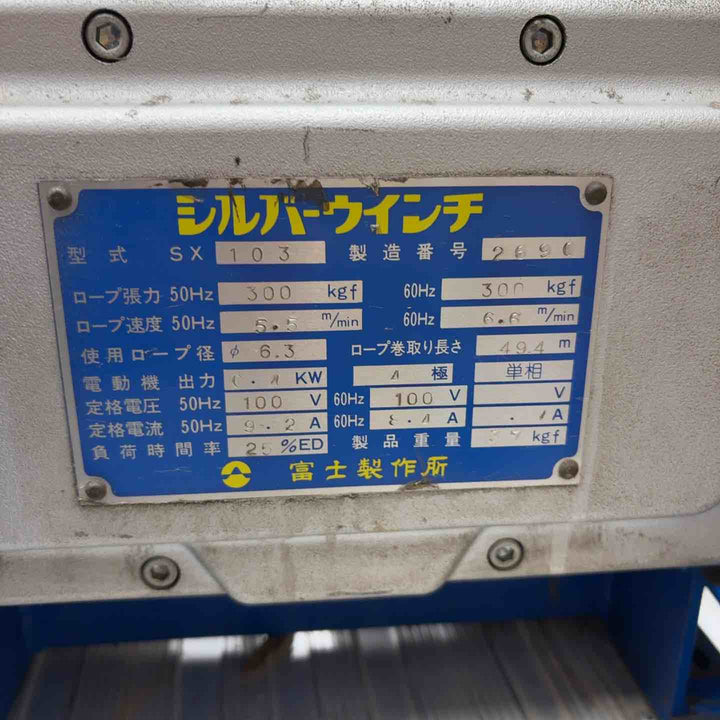 シルバーウインチ
型式 SX 103 製造番号 2696
ロープ張力 50Hz 300 kgf 60Hz 300 kgf
ロープ速度 50Hz 5.5 m/min 60Hz 6.6 m/min
使用ロープ径 φ 6.3 ロープ巻取り長さ 49.4 m
電動機 出力 KW 4 極 単相
定格電圧 50Hz 100 V 60Hz 100 V V
定格電流 50Hz 9.2 A 60Hz 8.4 A A
負荷時間率 25 %ED 製品重量 kgf
富士製作所